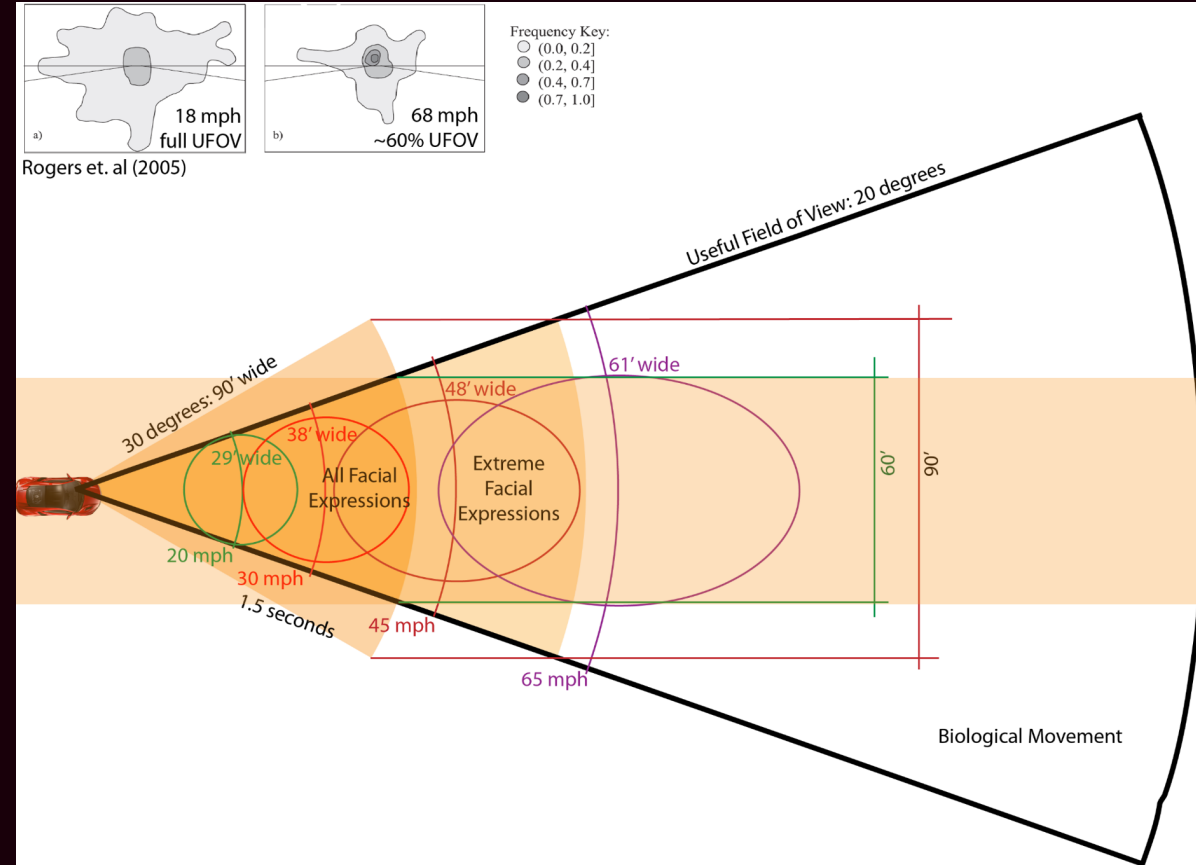 Frequency Key:
(0.0, 0.2]
(0.2, 0.4]
(0.4, 0.7]
(0.7, 1.0]
18 mph
full UFOV
a)
68 mph
~60% UFOV
b)
Rogers et. al (2005)
Useful Field of View: 20 degrees
30 degrees: 90' wide
61' wide
48' wide
38' wide
29' wide
All Facial
Expressions
Extreme
Facial
Expressions
60'
90'
20 mph
30 mph
1.5 seconds
45 mph
65 mph
Biological Movement